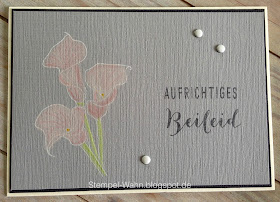 AUFRICHTIGES
Beileid
Stempel-Wahn.blogspot.de